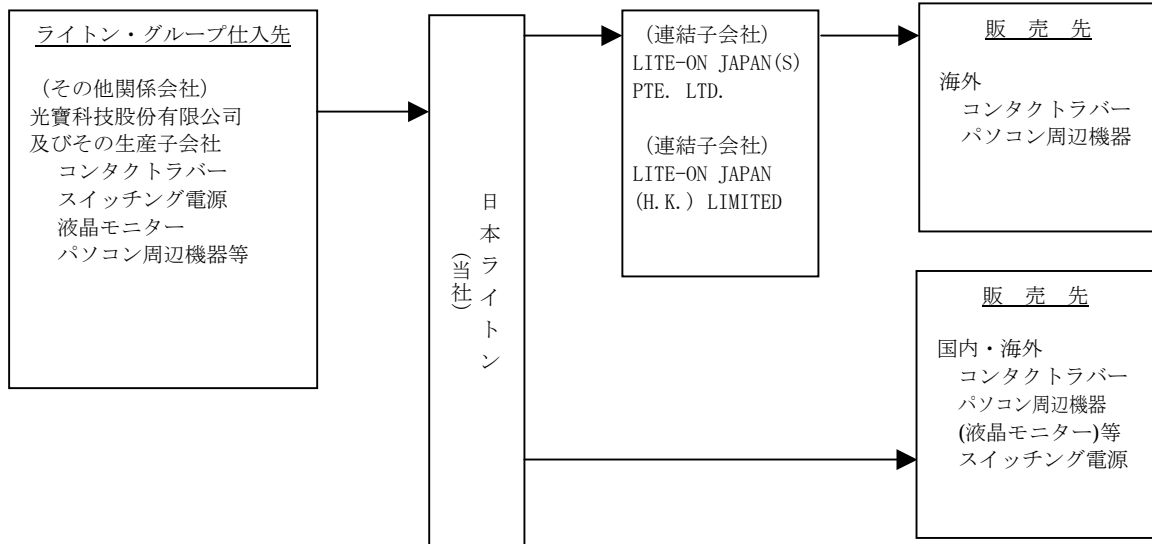 ライトン・グループ仕入先
(その他関係会社)
光寶科技股份有限公司
及びその生産子会社
コンタクトラバー
スイッチング電源
液晶モニター
パソコン周辺機器等
日本ライトン
(当社)
(連結子会社)
LITE-ON JAPAN(S)
PTE. LTD.
(連結子会社)
LITE-ON JAPAN
(H.K.) LIMITED
販 売 先
海外
コンタクトラバー
パソコン周辺機器
販 売 先
国内・海外
コンタクトラバー
パソコン周辺機器
(液晶モニター)等
スイッチング電源